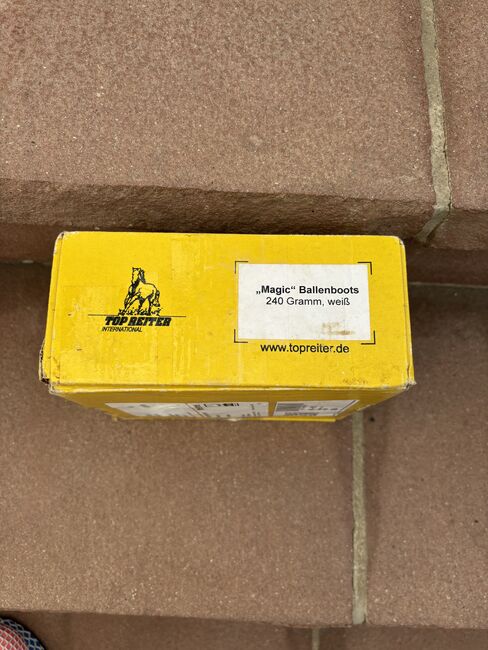 TOP REITER
INTERNATIONAL
„Magic“ Ballenboots
240 Gramm, weiß
www.topreiter.de